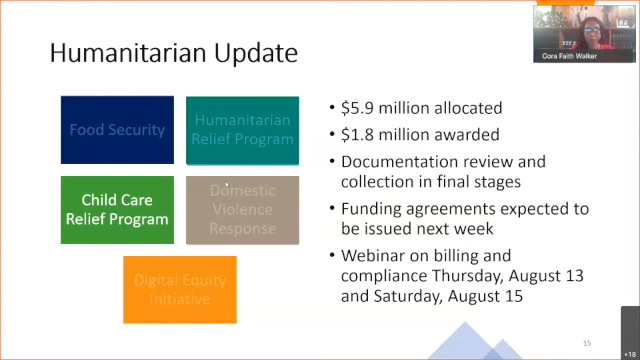 Humanitarian Update
Cora Faith Walker
Food Security
Humanitarian
Relief Program
Child Care
Relief Program
Domestic
Violence
Response
Digital Equity
Initiative
• $5.9 million allocated
• $1.8 million awarded
• Documentation review and
collection in final stages
• Funding agreements expected to
be issued next week
• Webinar on billing and
compliance Thursday, August 13
and Saturday, August 15
15
+18